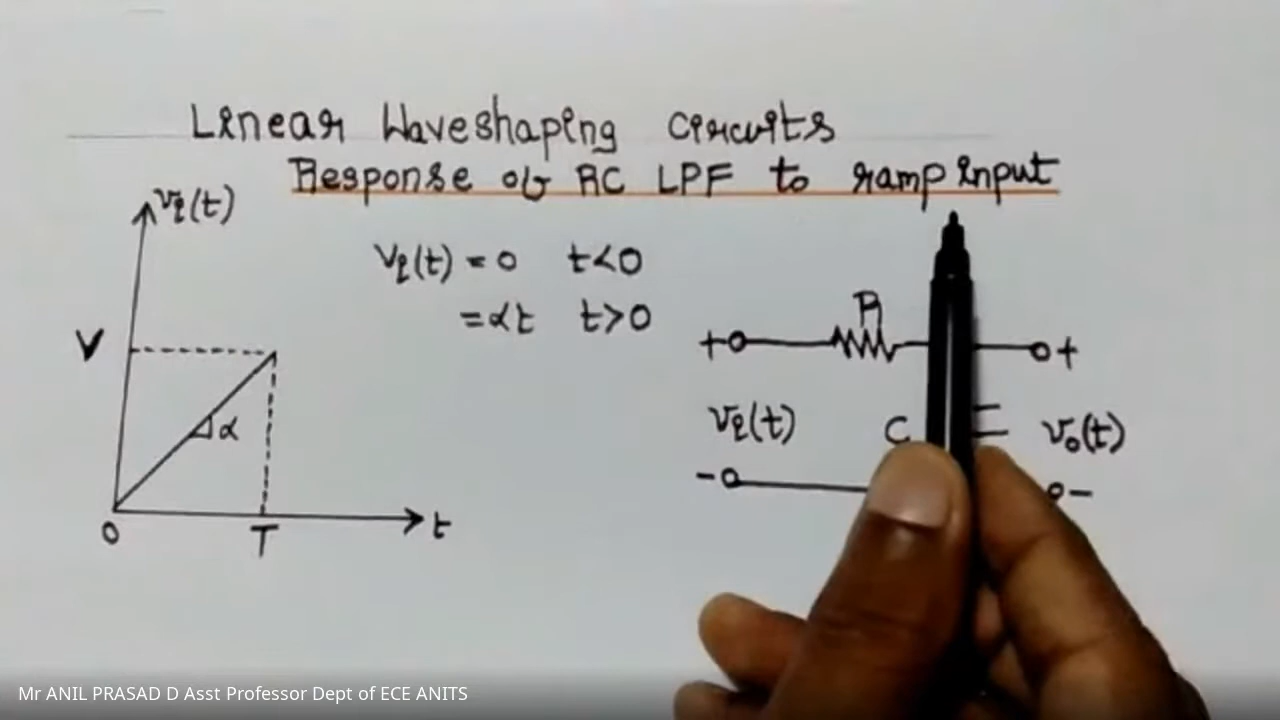 Linear Waveshaping circuits
Response of RC LPF to ramp input
vi(t)
Vi(t) = 0 t<0
= αt t>0
V
α
0
T
t
R
+ +
vi(t)
C
vo(t)
- -
Mr ANIL PRASAD D Asst Professor Dept of ECE ANITS